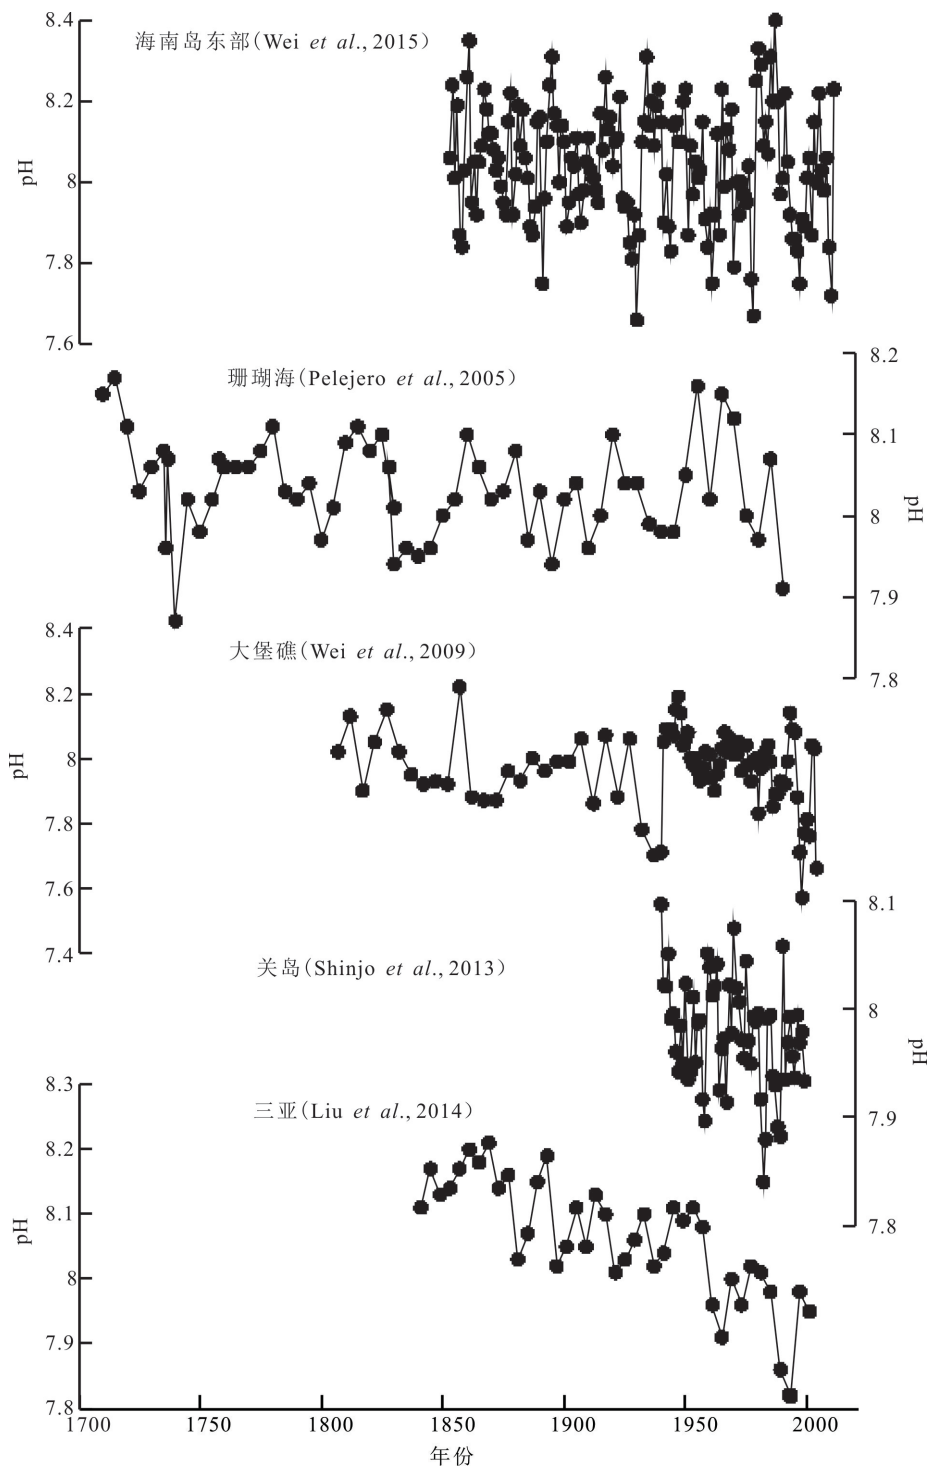 8.4
海南岛东部(Wei et al., 2015)
8.2
pH
8
7.8
7.6
8.2
珊瑚海(Pelejero et al., 2005)
8.1
pH
8
7.9
7.8
8.4
大堡礁(Wei et al., 2009)
8.2
pH
8
7.8
7.6
7.4
8.1
关岛(Shinjo et al., 2013)
8
pH
7.9
7.8
8.3
三亚(Liu et al., 2014)
8.2
8.1
pH
8
7.9
7.8
1700 1750 1800 1850 1900 1950 2000
年份